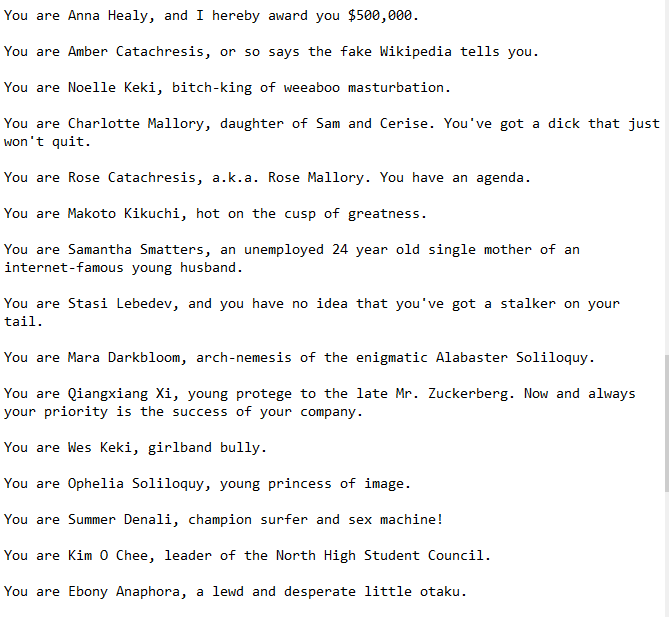 You are Anna Healy, and I hereby award you $500,000.
You are Amber Catachresis, or so says the fake Wikipedia tells you.
You are Noelle Keki, bitch-king of weeaboo masturbation.
You are Charlotte Mallory, daughter of Sam and Cerise. You've got a dick that just
won't quit.
You are Rose Catachresis, a.k.a. Rose Mallory. You have an agenda.
You are Makoto Kikuchi, hot on the cusp of greatness.
You are Samantha Smatters, an unemployed 24 year old single mother of an
internet-famous young husband.
You are Stasi Lebedev, and you have no idea that you've got a stalker on your
tail.
You are Mara Darkbloom, arch-nemesis of the enigmatic Alabaster Soliloquy.
You are Qiangxiang Xi, young protege to the late Mr. Zuckerberg. Now and always
your priority is the success of your company.
You are Wes Keki, girlband bully.
You are Ophelia Soliloquy, young princess of image.
You are Summer Denali, champion surfer and sex machine!
You are Kim O Chee, leader of the North High Student Council.
You are Ebony Anaphora, a lewd and desperate little otaku.